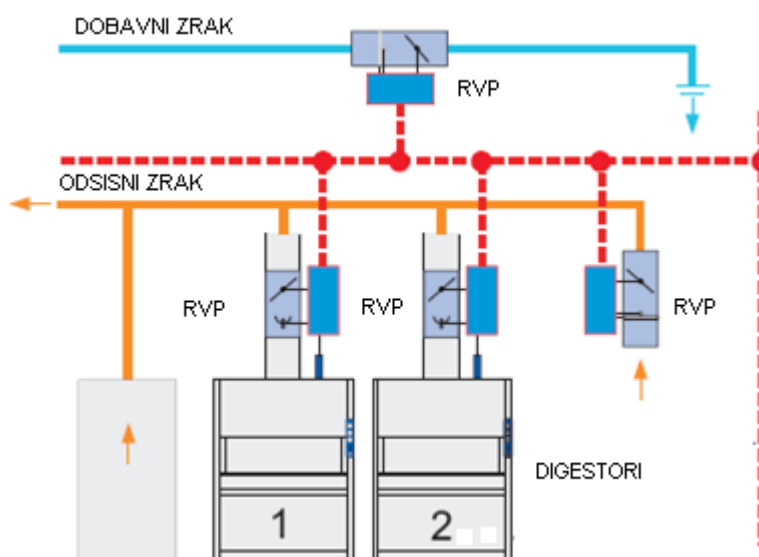 DOBAVNI ZRAK
RVP
ODSISNI ZRAK
RVP
RVP
RVP
DIGESTORI
1
2